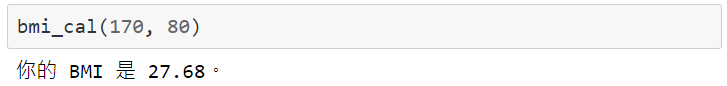 bmi_cal(170, 80)
你的 BMI 是 27.68。